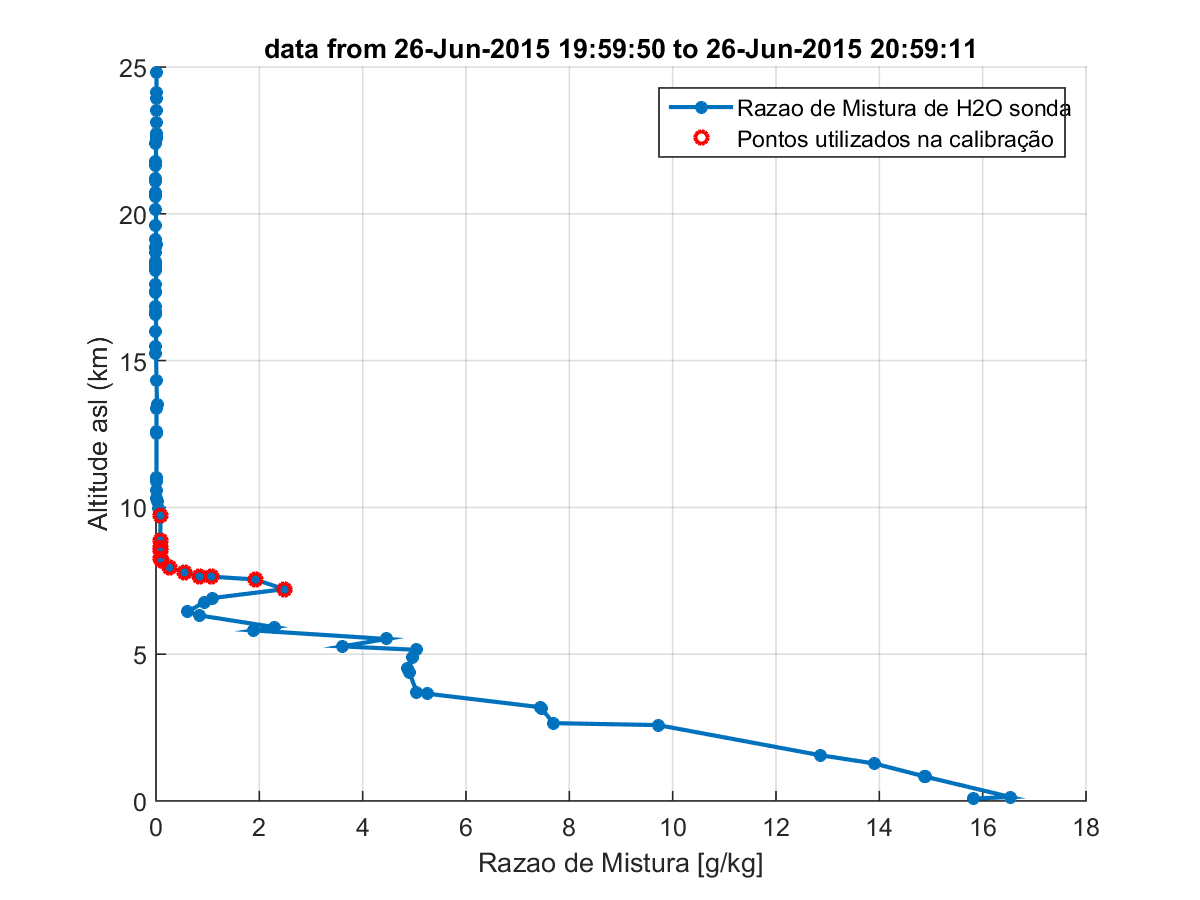 data from 26-Jun-2015 19:59:50 to 26-Jun-2015 20:59:11
Razao de Mistura de H2O sonda
Pontos utilizados na calibração
25
20
15
10
5
0
Altitude asl (km)
0 2 4 6 8 10 12 14 16 18
Razao de Mistura [g/kg]